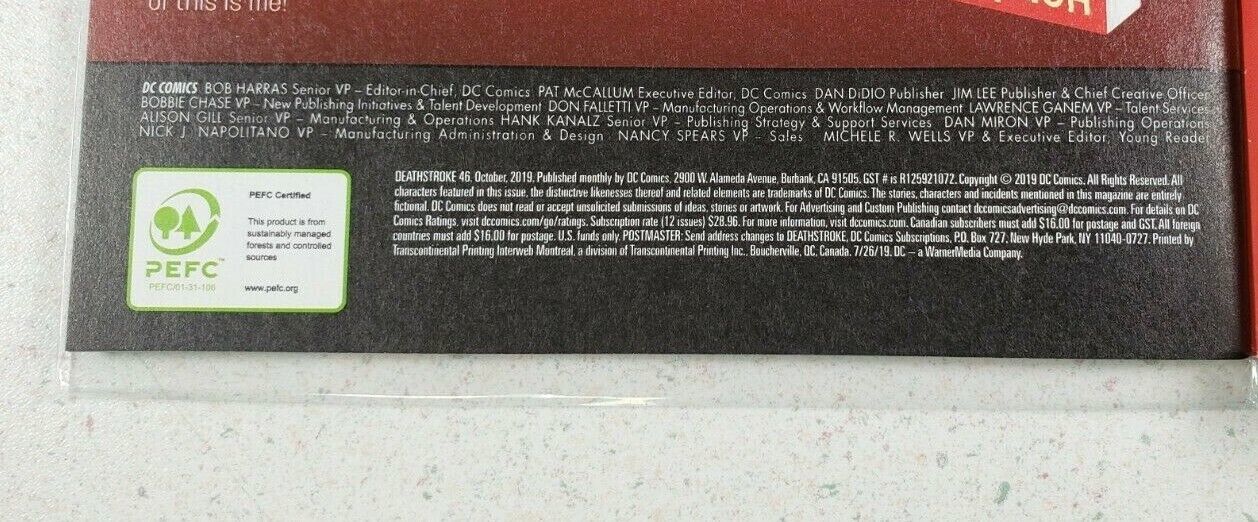 of this is me!
DC COMICS BOB HARRAS Senior VP – Editor-in-Chief, DC Comics PAT McCALLUM Executive Editor, DC Comics DAN DiDIO Publisher JIM LEE Publisher & Chief Creative Officer
BOBBIE CHASE VP – New Publishing Initiatives & Talent Development DON FALLETTI VP – Manufacturing Operations & Workflow Management LAWRENCE GANEM VP – Talent Services
ALISON GILL Senior VP – Manufacturing & Operations HANK KANALZ Senior VP – Publishing Strategy & Support Services DAN MIRON VP – Publishing Operations
NICK J. NAPOLITANO VP – Manufacturing Administration & Design NANCY SPEARS VP – Sales MICHELE R. WELLS VP & Executive Editor, Young Reader
PEFC Certified
This product is from
sustainably managed
forests and controlled
sources
PEFC™
PEFC/01-31-106
www.pefc.org
DEATHSTROKE 46. October, 2019. Published monthly by DC Comics, 2900 W. Alameda Avenue, Burbank, CA 91505. GST # is R125921072. Copyright © 2019 DC Comics. All Rights Reserved. All
characters featured in this issue, the distinctive likenesses thereof and related elements are trademarks of DC Comics. The stories, characters and incidents mentioned in this magazine are entirely
fictional. DC Comics does not read or accept unsolicited submissions of ideas, stories or artwork. For Advertising and Custom Publishing contact dccomicsadvertising@dccomics.com. For details on DC
Comics Ratings, visit dccomics.com/go/ratings. Subscription rate (12 issues) $28.96. For more information, visit dccomics.com. Canadian subscribers must add $16.00 for postage and GST. All foreign
countries must add $16.00 for postage. U.S. funds only. POSTMASTER: Send address changes to DEATHSTROKE, DC Comics Subscriptions, P.O. Box 727, New Hyde Park, NY 11040-0727. Printed by
Transcontinental Printing Interweb Montreal, a division of Transcontinental Printing Inc., Boucherville, QC, Canada. 7/26/19. DC – a WarnerMedia Company.